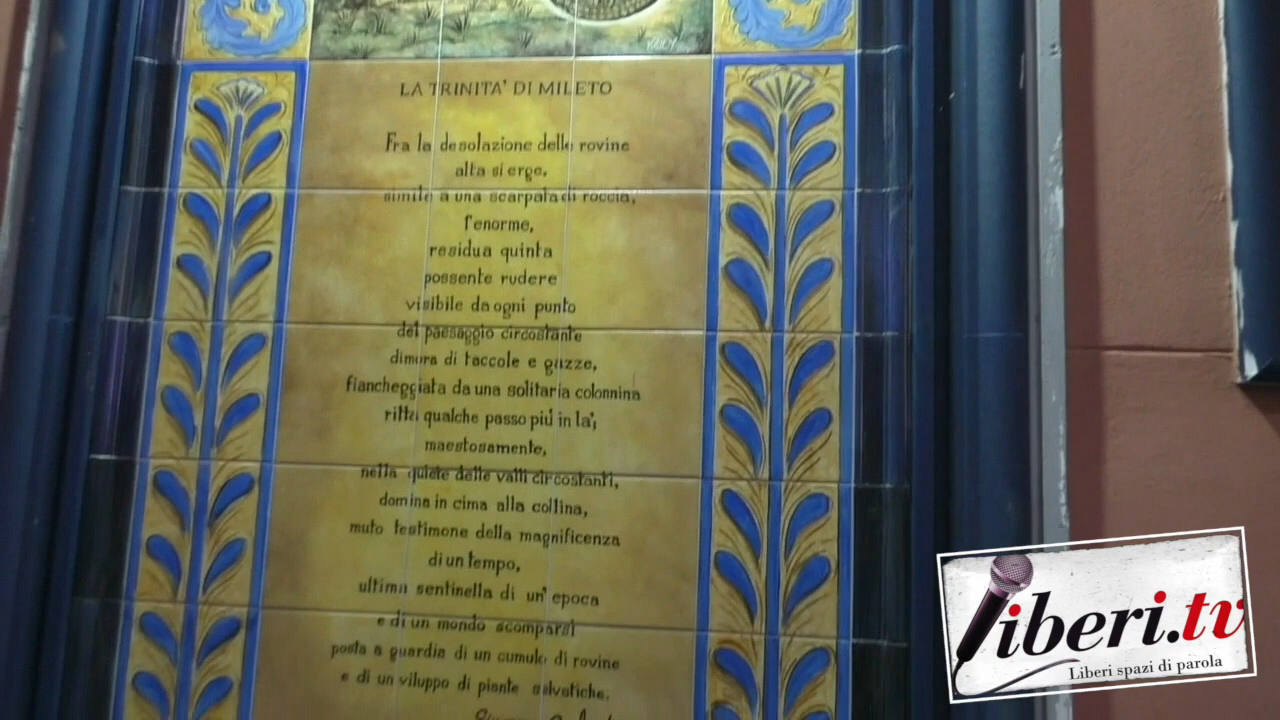 LA TRINITA' DI MILETO
Fra la desolazione delle rovine
alta si erge,
simile a una scarpata di roccia,
l'enorme,
residua quinta
possente rudere
visibile da ogni punto
del paesaggio circostante
dimora di taccole e gazze,
fiancheggiata da una solitaria colonnina
ritta qualche passo più in la',
maestosamente,
nella quiete delle valli circostanti,
domina in cima alla collina,
muto testimone della magnificenza
di un tempo,
ultima sentinella di un' epoca
e di un mondo scomparsi
posta a guardia di un cumulo di rovine
e di un viluppo di piante selvatiche.
liberi.tv
Liberi spazi di parola